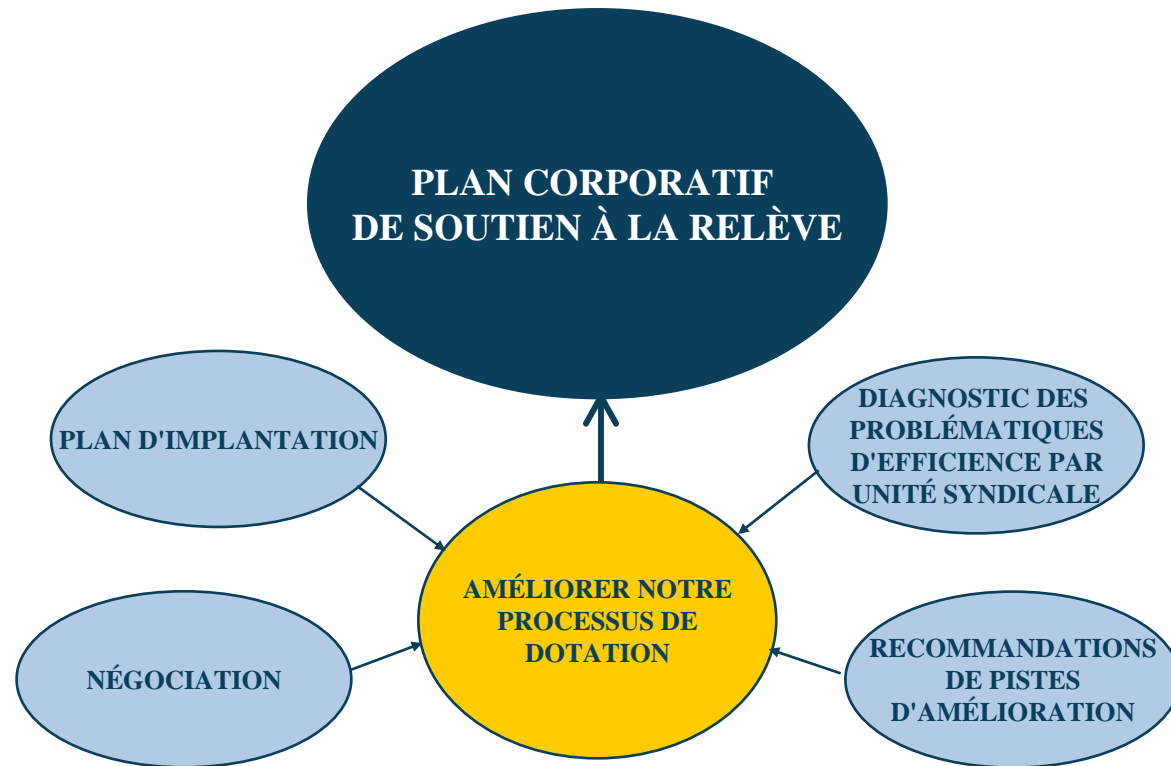 PLAN CORPORATIF
DE SOUTIEN À LA RELÈVE
PLAN D'IMPLANTATION
DIAGNOSTIC DES
PROBLÉMATIQUES
D'EFFICIENCE PAR
UNITÉ SYNDICALE
AMÉLIORER NOTRE
PROCESSUS DE
DOTATION
NÉGOCIATION
RECOMMANDATIONS
DE PISTES
D'AMÉLIORATION